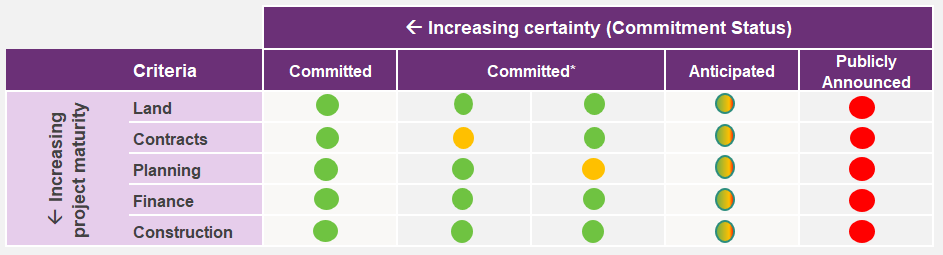 ← Increasing certainty (Commitment Status)
Criteria
Committed
Committed*
Anticipated
Publicly
Announced
← Increasing
project maturity
Land
Contracts
Planning
Finance
Construction